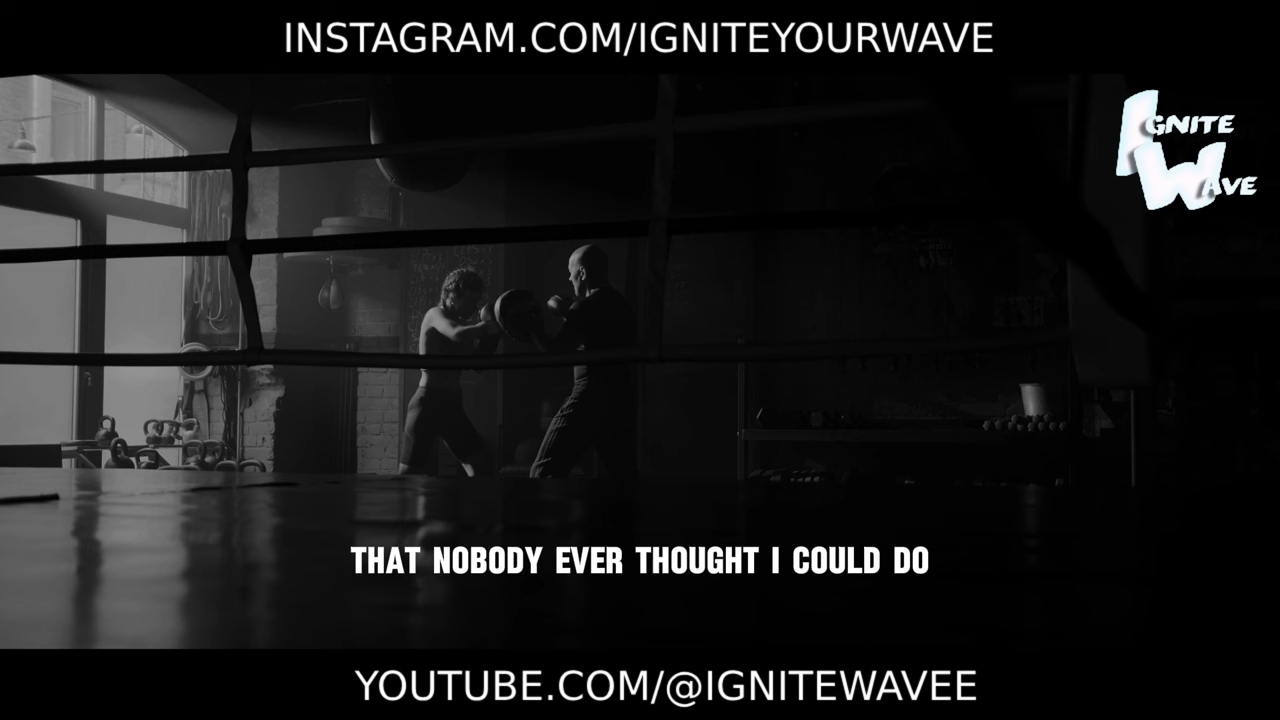 INSTAGRAM.COM/IGNITEYOURWAVE
IGNITE
WAVE
THAT NOBODY EVER THOUGHT I COULD DO
YOUTUBE.COM/@IGNITEWAVEE